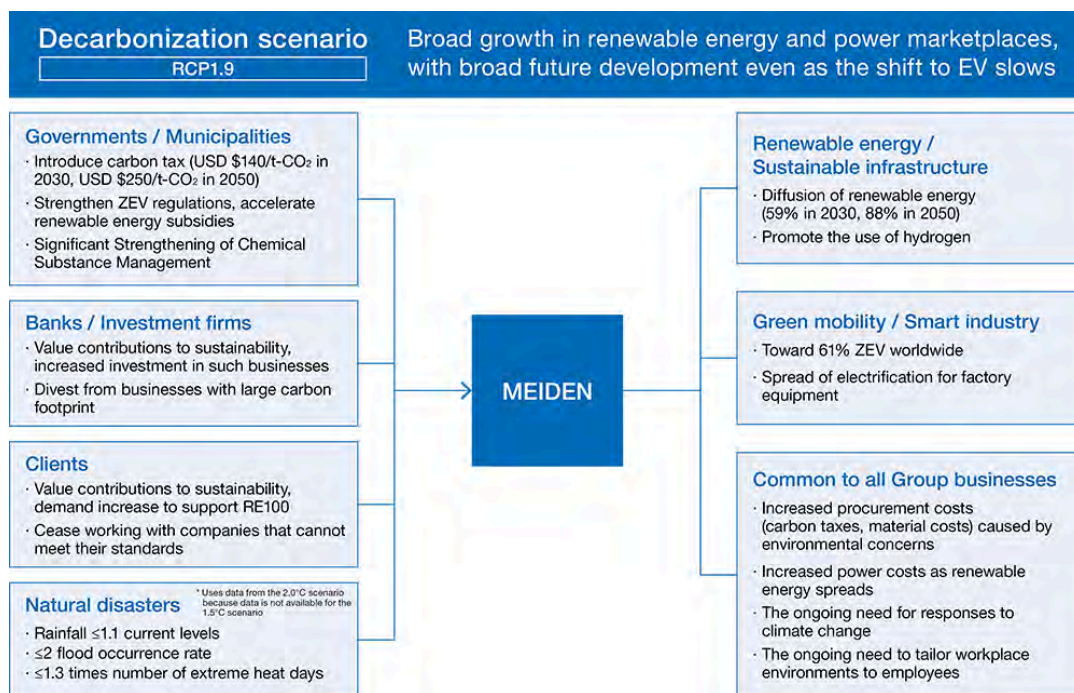 Decarbonization scenario
RCP1.9
Broad growth in renewable energy and power marketplaces,
with broad future development even as the shift to EV slows
Governments / Municipalities
· Introduce carbon tax (USD $140/t-CO₂ in
2030, USD $250/t-CO₂ in 2050)
· Strengthen ZEV regulations, accelerate
renewable energy subsidies
· Significant Strengthening of Chemical
Substance Management
Banks / Investment firms
· Value contributions to sustainability,
increased investment in such businesses
· Divest from businesses with large carbon
footprint
Clients
· Value contributions to sustainability,
demand increase to support RE100
· Cease working with companies that cannot
meet their standards
Natural disasters
* Uses data from the 2.0°C scenario
because data is not available for the
1.5°C scenario
· Rainfall ≤1.1 current levels
· ≤2 flood occurrence rate
· ≤1.3 times number of extreme heat days
MEIDEN
Renewable energy /
Sustainable infrastructure
· Diffusion of renewable energy
(59% in 2030, 88% in 2050)
· Promote the use of hydrogen
Green mobility / Smart industry
· Toward 61% ZEV worldwide
· Spread of electrification for factory
equipment
Common to all Group businesses
· Increased procurement costs
(carbon taxes, material costs) caused by
environmental concerns
· Increased power costs as renewable
energy spreads
· The ongoing need for responses to
climate change
· The ongoing need to tailor workplace
environments to employees